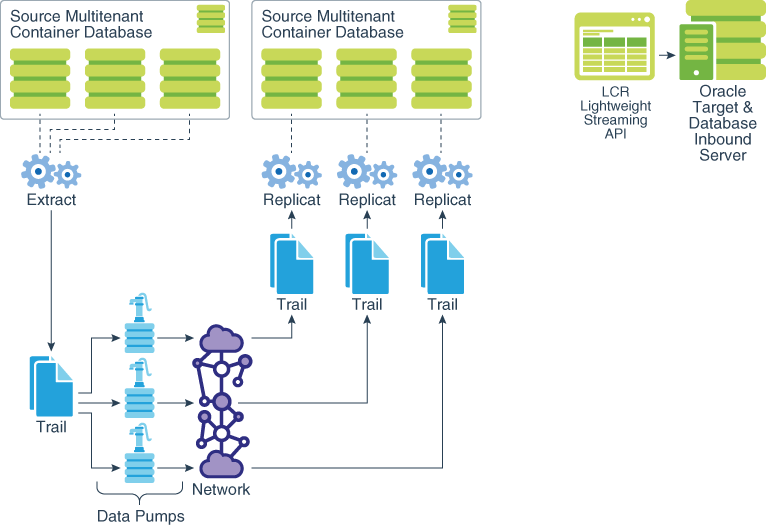 Source Multitenant
Container Database
Source Multitenant
Container Database
LCR
Lightweight
Streaming
API
Oracle
Target &
Database
Inbound
Server
Extract
Replicat
Replicat
Replicat
Trail
Trail
Trail
Trail
Network
Data Pumps